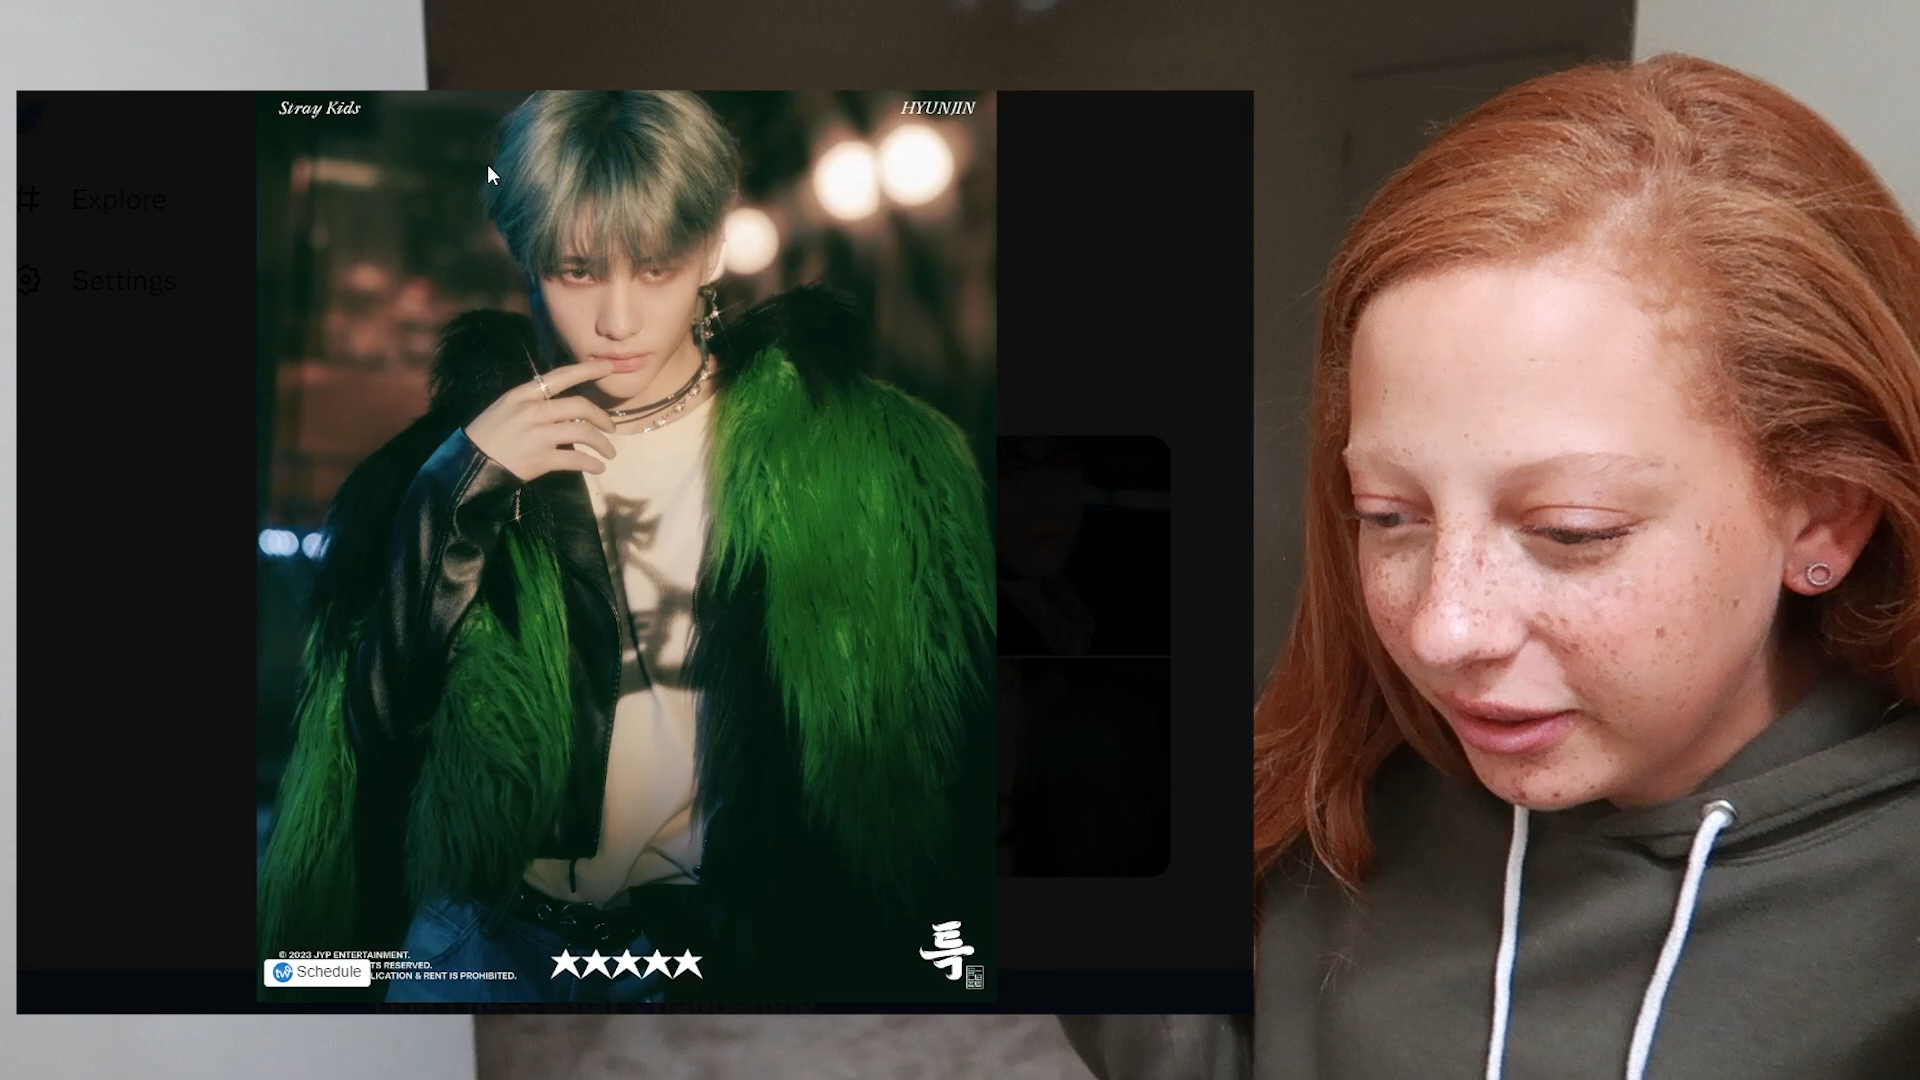 Stray Kids
HYUNJIN
Explore
Settings
© 2023 JYP ENTERTAINMENT.
TS RESERVED.
LICATION & RENT IS PROHIBITED.
Schedule
★★★★★
특